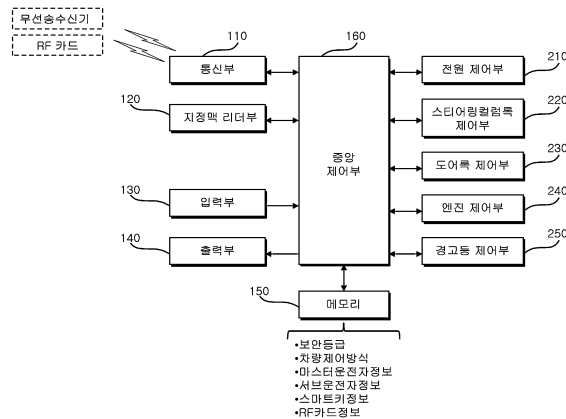 무선송수신기
RF 카드
110
통신부
120
지정맥 리더부
130
입력부
140
출력부
160
중앙
제어부
150
메모리
210
전원 제어부
220
스티어링컬럼록
제어부
230
도어록 제어부
240
엔진 제어부
250
경고등 제어부
•보안등급
•차량제어방식
•마스터운전자정보
•서브운전자정보
•스마트키정보
•RF카드정보